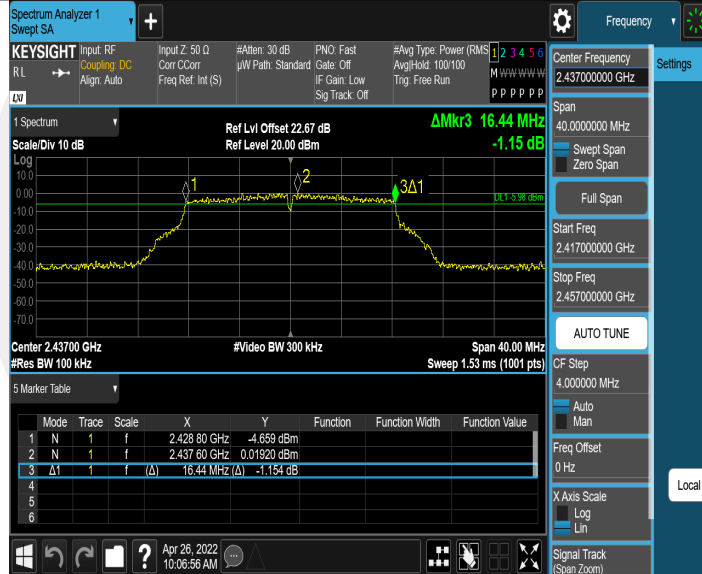 Spectrum Analyzer 1
Swept SA
Frequency
KEYSIGHT
RL
LXI
Input: RF
Coupling: DC
Align: Auto
Input Z: 50 Ω
Corr CCorr
Freq Ref: Int (S)
#Atten: 30 dB
µW Path: Standard
PNO: Fast
Gate: Off
IF Gain: Low
Sig Track: Off
#Avg Type: Power (RMS
Avg|Hold: 100/100
Trig: Free Run
1 2 3 4 5 6
M W W W W W
P P P P P P
1 Spectrum
Scale/Div 10 dB
Log
Ref Lvl Offset 22.67 dB
Ref Level 20.00 dBm
ΔMkr3 16.44 MHz
-1.15 dB
10.0
0.00
-10.0
-20.0
-30.0
-40.0
-50.0
-60.0
-70.0
1
2
3Δ1
DL1 -5.98 dBm
Center 2.43700 GHz
#Res BW 100 kHz
#Video BW 300 kHz
Span 40.00 MHz
Sweep 1.53 ms (1001 pts)
5 Marker Table
Mode Trace Scale X Y Function Function Width Function Value
1 N 1 f 2.428 80 GHz -4.659 dBm
2 N 1 f 2.437 60 GHz 0.01920 dBm
3 Δ1 1 f (Δ) 16.44 MHz (Δ) -1.154 dB
4
5
6
Apr 26, 2022
10:06:56 AM
Center Frequency
2.437000000 GHz
Span
40.0000000 MHz
Swept Span
Zero Span
Full Span
Start Freq
2.417000000 GHz
Stop Freq
2.457000000 GHz
AUTO TUNE
CF Step
4.000000 MHz
Auto
Man
Freq Offset
0 Hz
X Axis Scale
Log
Lin
Signal Track
(Span Zoom)
Settings
Local